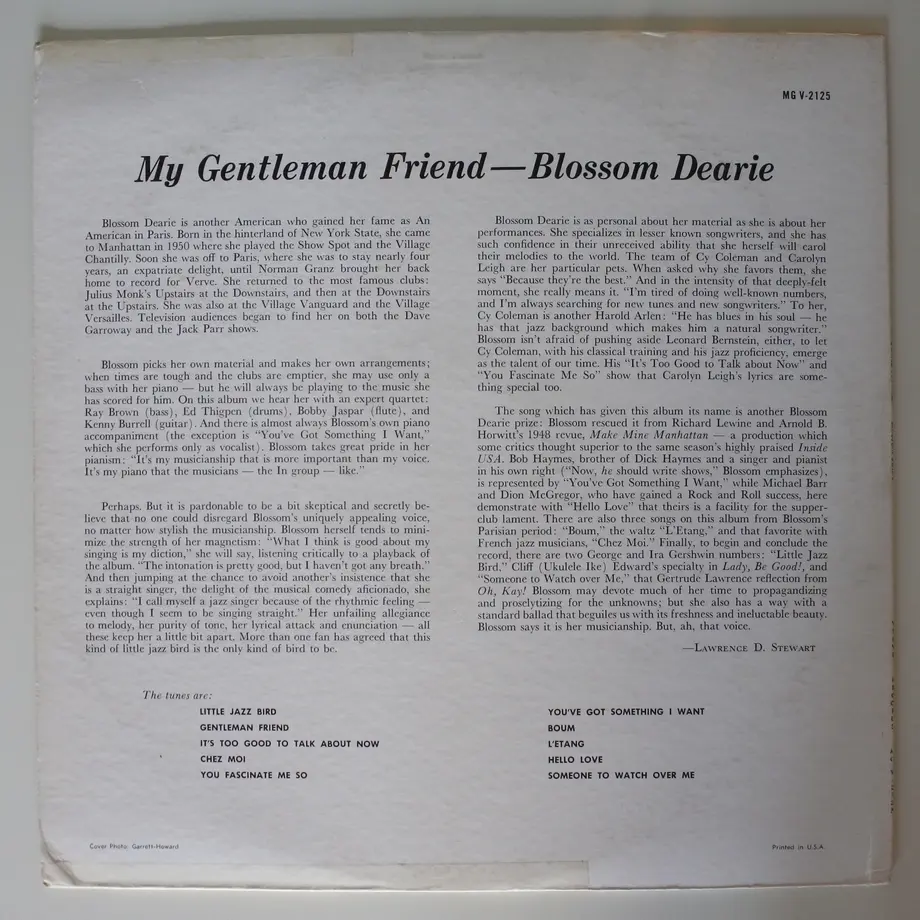 MG V-2125
My Gentleman Friend—Blossom Dearie
Blossom Dearie is another American who gained her fame as An
American in Paris. Born in the hinterland of New York State, she came
to Manhattan in 1950 where she played the Show Spot and the Village
Chantilly. Soon she was off to Paris, where she was to stay nearly four
years, an expatriate delight, until Norman Granz brought her back
home to record for Verve. She returned to the most famous clubs:
Julius Monk's Upstairs at the Downstairs, and then at the Downstairs
at the Upstairs. She was also at the Village Vanguard and the Village
Versailles. Television audiences began to find her on both the Dave
Garroway and the Jack Parr shows.
Blossom picks her own material and makes her own arrangements;
when times are tough and the clubs are emptier, she may use only a
bass with her piano — but he will always be playing to the music she
has scored for him. On this album we hear her with an expert quartet:
Ray Brown (bass), Ed Thigpen (drums), Bobby Jaspar (flute), and
Kenny Burrell (guitar). And there is almost always Blossom's own piano
accompaniment (the exception is "You've Got Something I Want,"
which she performs only as vocalist). Blossom takes great pride in her
pianism: "It's my musicianship that is more important than my voice.
It's my piano that the musicians — the In group — like."
Perhaps. But it is pardonable to be a bit skeptical and secretly be-
lieve that no one could disregard Blossom's uniquely appealing voice,
no matter how stylish the musicianship. Blossom herself tends to mini-
mize the strength of her magnetism: "What I think is good about my
singing is my diction," she will say, listening critically to a playback of
the album. "The intonation is pretty good, but I haven't got any breath."
And then jumping at the chance to avoid another's insistence that she
is a straight singer, the delight of the musical comedy aficionado, she
explains: "I call myself a jazz singer because of the rhythmic feeling —
even though I seem to be singing straight." Her unfailing allegiance
to melody, her purity of tone, her lyrical attack and enunciation — all
these keep her a little bit apart. More than one fan has agreed that this
kind of little jazz bird is the only kind of bird to be.
Blossom Dearie is as personal about her material as she is about her
performances. She specializes in lesser known songwriters, and she has
such confidence in their unreceived ability that she herself will carol
their melodies to the world. The team of Cy Coleman and Carolyn
Leigh are her particular pets. When asked why she favors them, she
says "Because they're the best." And in the intensity of that deeply-felt
moment, she really means it. "I'm tired of doing well-known numbers,
and I'm always searching for new tunes and new songwriters." To her,
Cy Coleman is another Harold Arlen: "He has blues in his soul — he
has that jazz background which makes him a natural songwriter."
Blossom isn't afraid of pushing aside Leonard Bernstein, either, to let
Cy Coleman, with his classical training and his jazz proficiency, emerge
as the talent of our time. His "It's Too Good to Talk about Now" and
"You Fascinate Me So" show that Carolyn Leigh's lyrics are some-
thing special too.
The song which has given this album its name is another Blossom
Dearie prize: Blossom rescued it from Richard Lewine and Arnold B.
Horwitt's 1948 revue, Make Mine Manhattan — a production which
some critics thought superior to the same season's highly praised Inside
USA. Bob Haymes, brother of Dick Haymes and a singer and pianist
in his own right ("Now, he should write shows," Blossom emphasizes),
is represented by "You've Got Something I Want," while Michael Barr
and Dion McGregor, who have gained a Rock and Roll success, here
demonstrate with "Hello Love" that theirs is a facility for the supper-
club lament. There are also three songs on this album from Blossom's
Parisian period: "Boum," the waltz "L'Etang," and that favorite with
French jazz musicians, "Chez Moi." Finally, to begin and conclude the
record, there are two George and Ira Gershwin numbers: "Little Jazz
Bird," Cliff (Ukulele Ike) Edward's specialty in Lady, Be Good!, and
"Someone to Watch over Me," that Gertrude Lawrence reflection from
Oh, Kay! Blossom may devote much of her time to propagandizing
and proselytizing for the unknowns; but she also has a way with a
standard ballad that beguiles us with its freshness and ineluctable beauty.
Blossom says it is her musicianship. But, ah, that voice.
—Lawrence D. Stewart
The tunes are:
LITTLE JAZZ BIRD
GENTLEMAN FRIEND
IT'S TOO GOOD TO TALK ABOUT NOW
CHEZ MOI
YOU FASCINATE ME SO
YOU'VE GOT SOMETHING I WANT
BOUM
L'ETANG
HELLO LOVE
SOMEONE TO WATCH OVER ME
Cover Photo: Garrett-Howard
Printed in U.S.A.